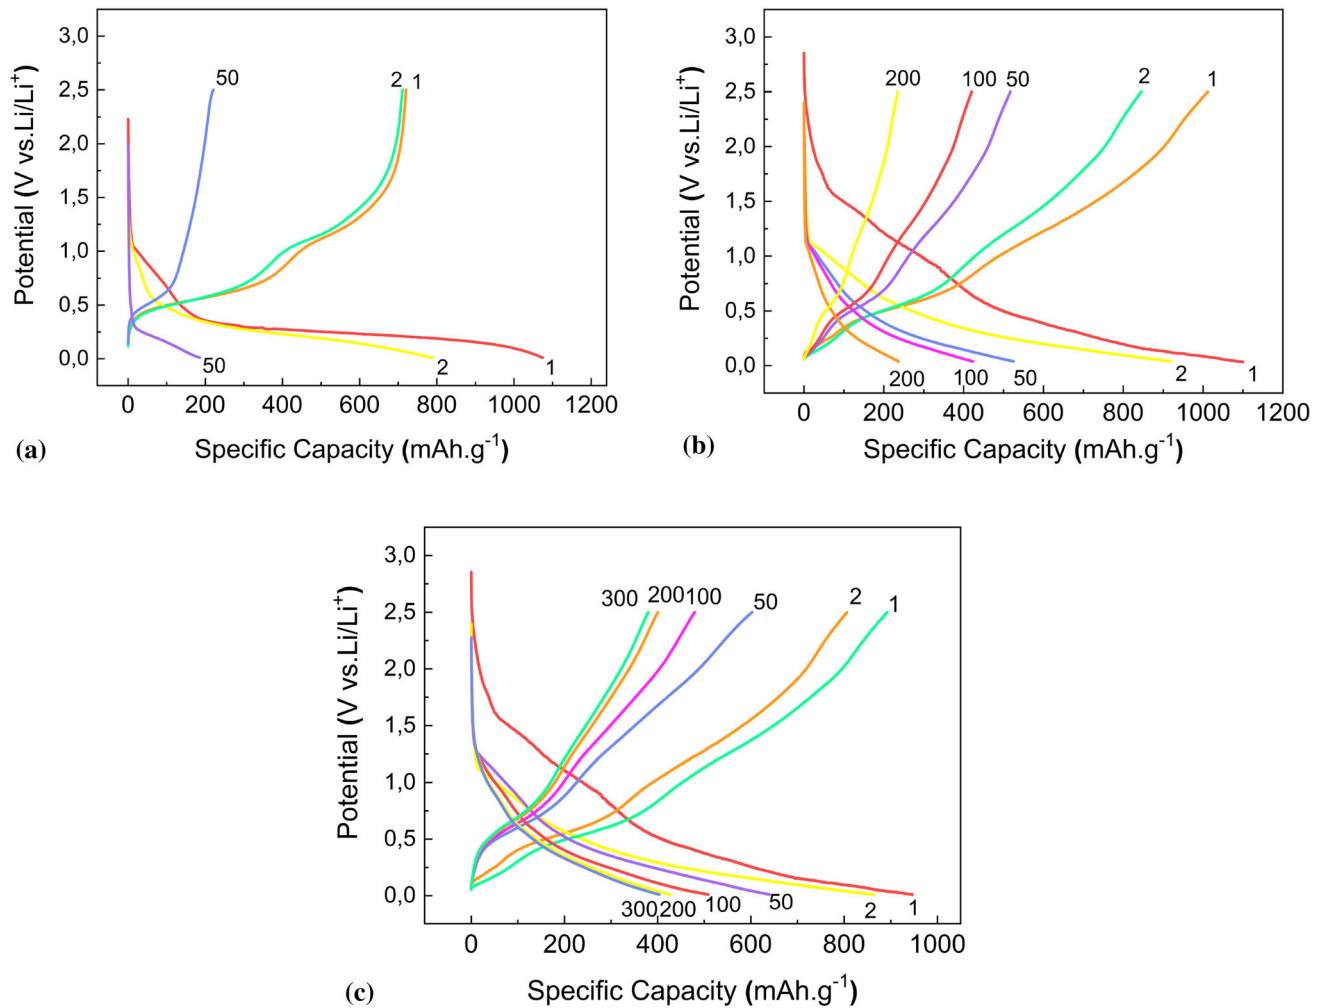 3,0
2,5
2,0
1,5
1,0
0,5
0,0
Potential (V vs.Li/Li+)
50
2 1
50
2
1
0 200 400 600 800 1000 1200
Specific Capacity (mAh.g-1)
(a)
3,0
2,5
2,0
1,5
1,0
0,5
0,0
Potential (V vs.Li/Li+)
200 100 50 2 1
200 100 50 2 1
0 200 400 600 800 1000 1200
Specific Capacity (mAh.g-1)
(b)
3,0
2,5
2,0
1,5
1,0
0,5
0,0
Potential (V vs.Li/Li+)
300 200 100 50 2 1
300 200 100 50 2 1
0 200 400 600 800 1000
Specific Capacity (mAh.g-1)
(c)